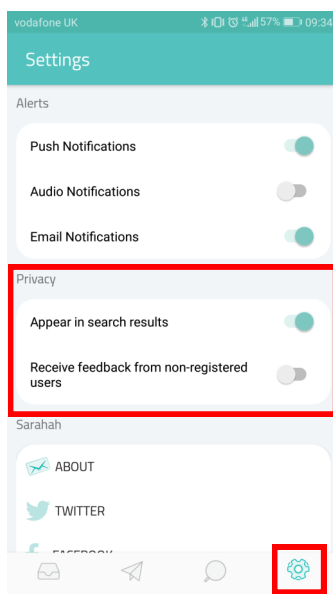 vodafone UK 57% 09:34
Settings
Alerts
Push Notifications
Audio Notifications
Email Notifications
Privacy
Appear in search results
Receive feedback from non-registered
users
Sarahah
ABOUT
TWITTER
FACEBOOK